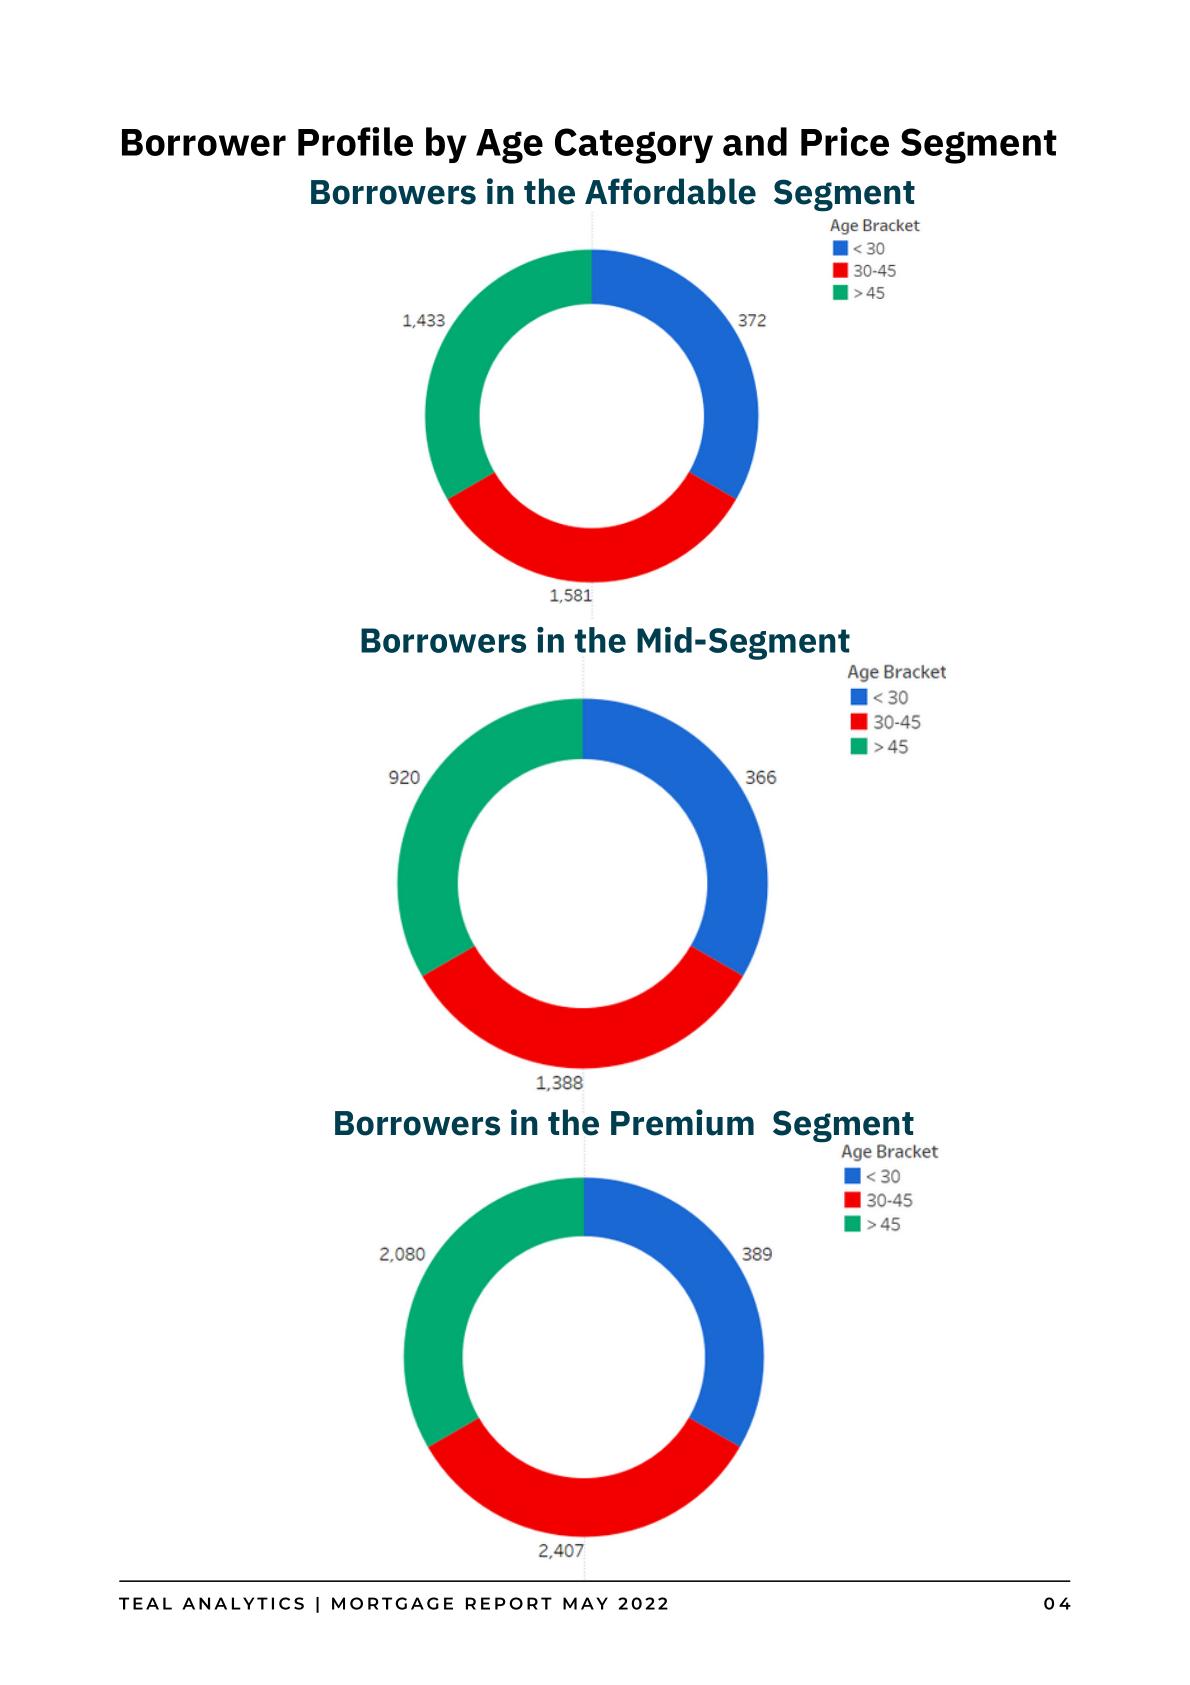 Borrower Profile by Age Category and Price Segment
Borrowers in the Affordable Segment
Age Bracket
< 30
30-45
> 45
1,433
372
1,581
Borrowers in the Mid-Segment
Age Bracket
< 30
30-45
> 45
920
366
1,388
Borrowers in the Premium Segment
Age Bracket
< 30
30-45
> 45
2,080
389
2,407
TEAL ANALYTICS | MORTGAGE REPORT MAY 2022 04